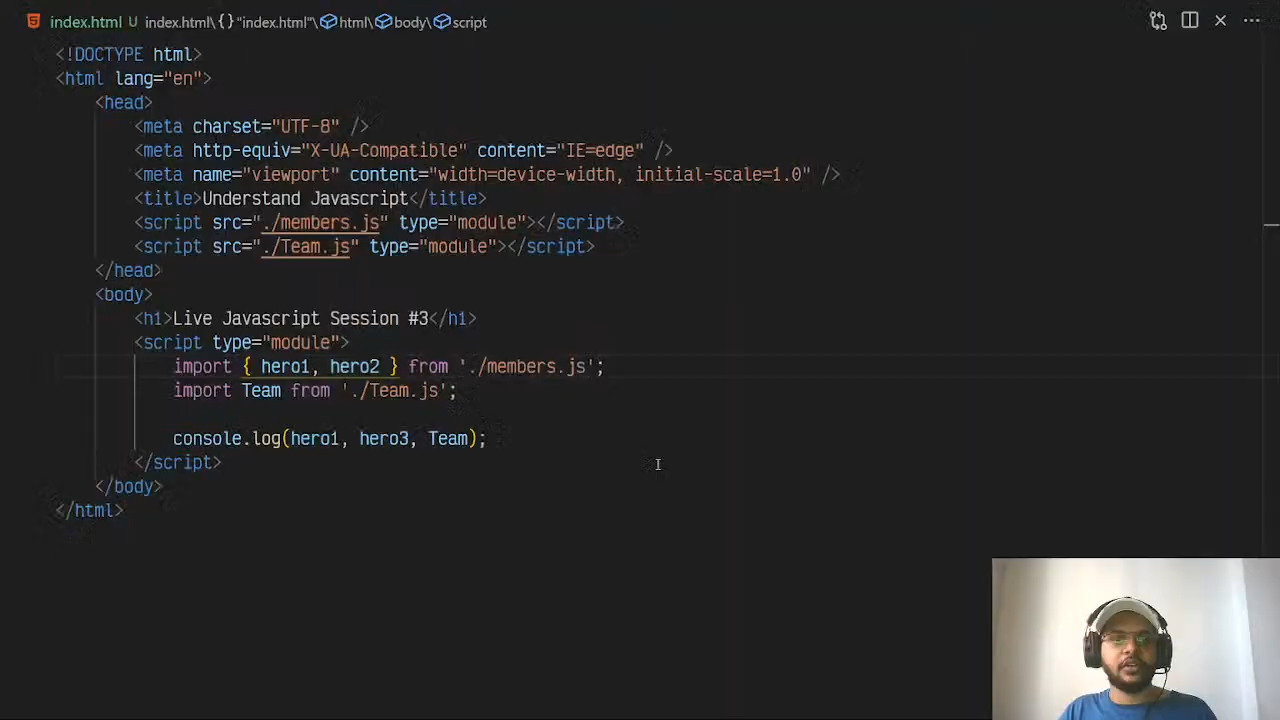 index.html U index.html\{}"index.html"\html\body\script
<!DOCTYPE html>
<html lang="en">
<head>
<meta charset="UTF-8" />
<meta http-equiv="X-UA-Compatible" content="IE=edge" />
<meta name="viewport" content="width=device-width, initial-scale=1.0" />
<title>Understand Javascript</title>
<script src="./members.js" type="module"></script>
<script src="./Team.js" type="module"></script>
</head>
<body>
<h1>Live Javascript Session #3</h1>
<script type="module">
import { hero1, hero2 } from './members.js';
import Team from './Team.js';
console.log(hero1, hero3, Team);
</script>
</body>
</html>